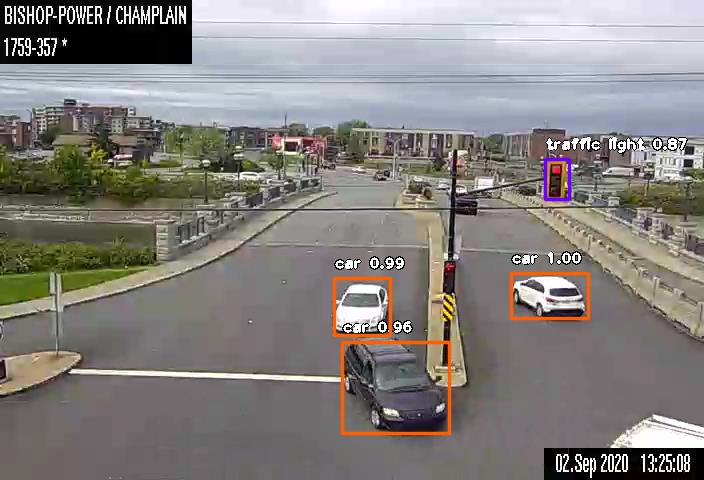 BISHOP-POWER / CHAMPLAIN
1759-357 *
traffic light 0.87
car 0.99
car 1.00
car 0.96
02.Sep 2020 13:25:08